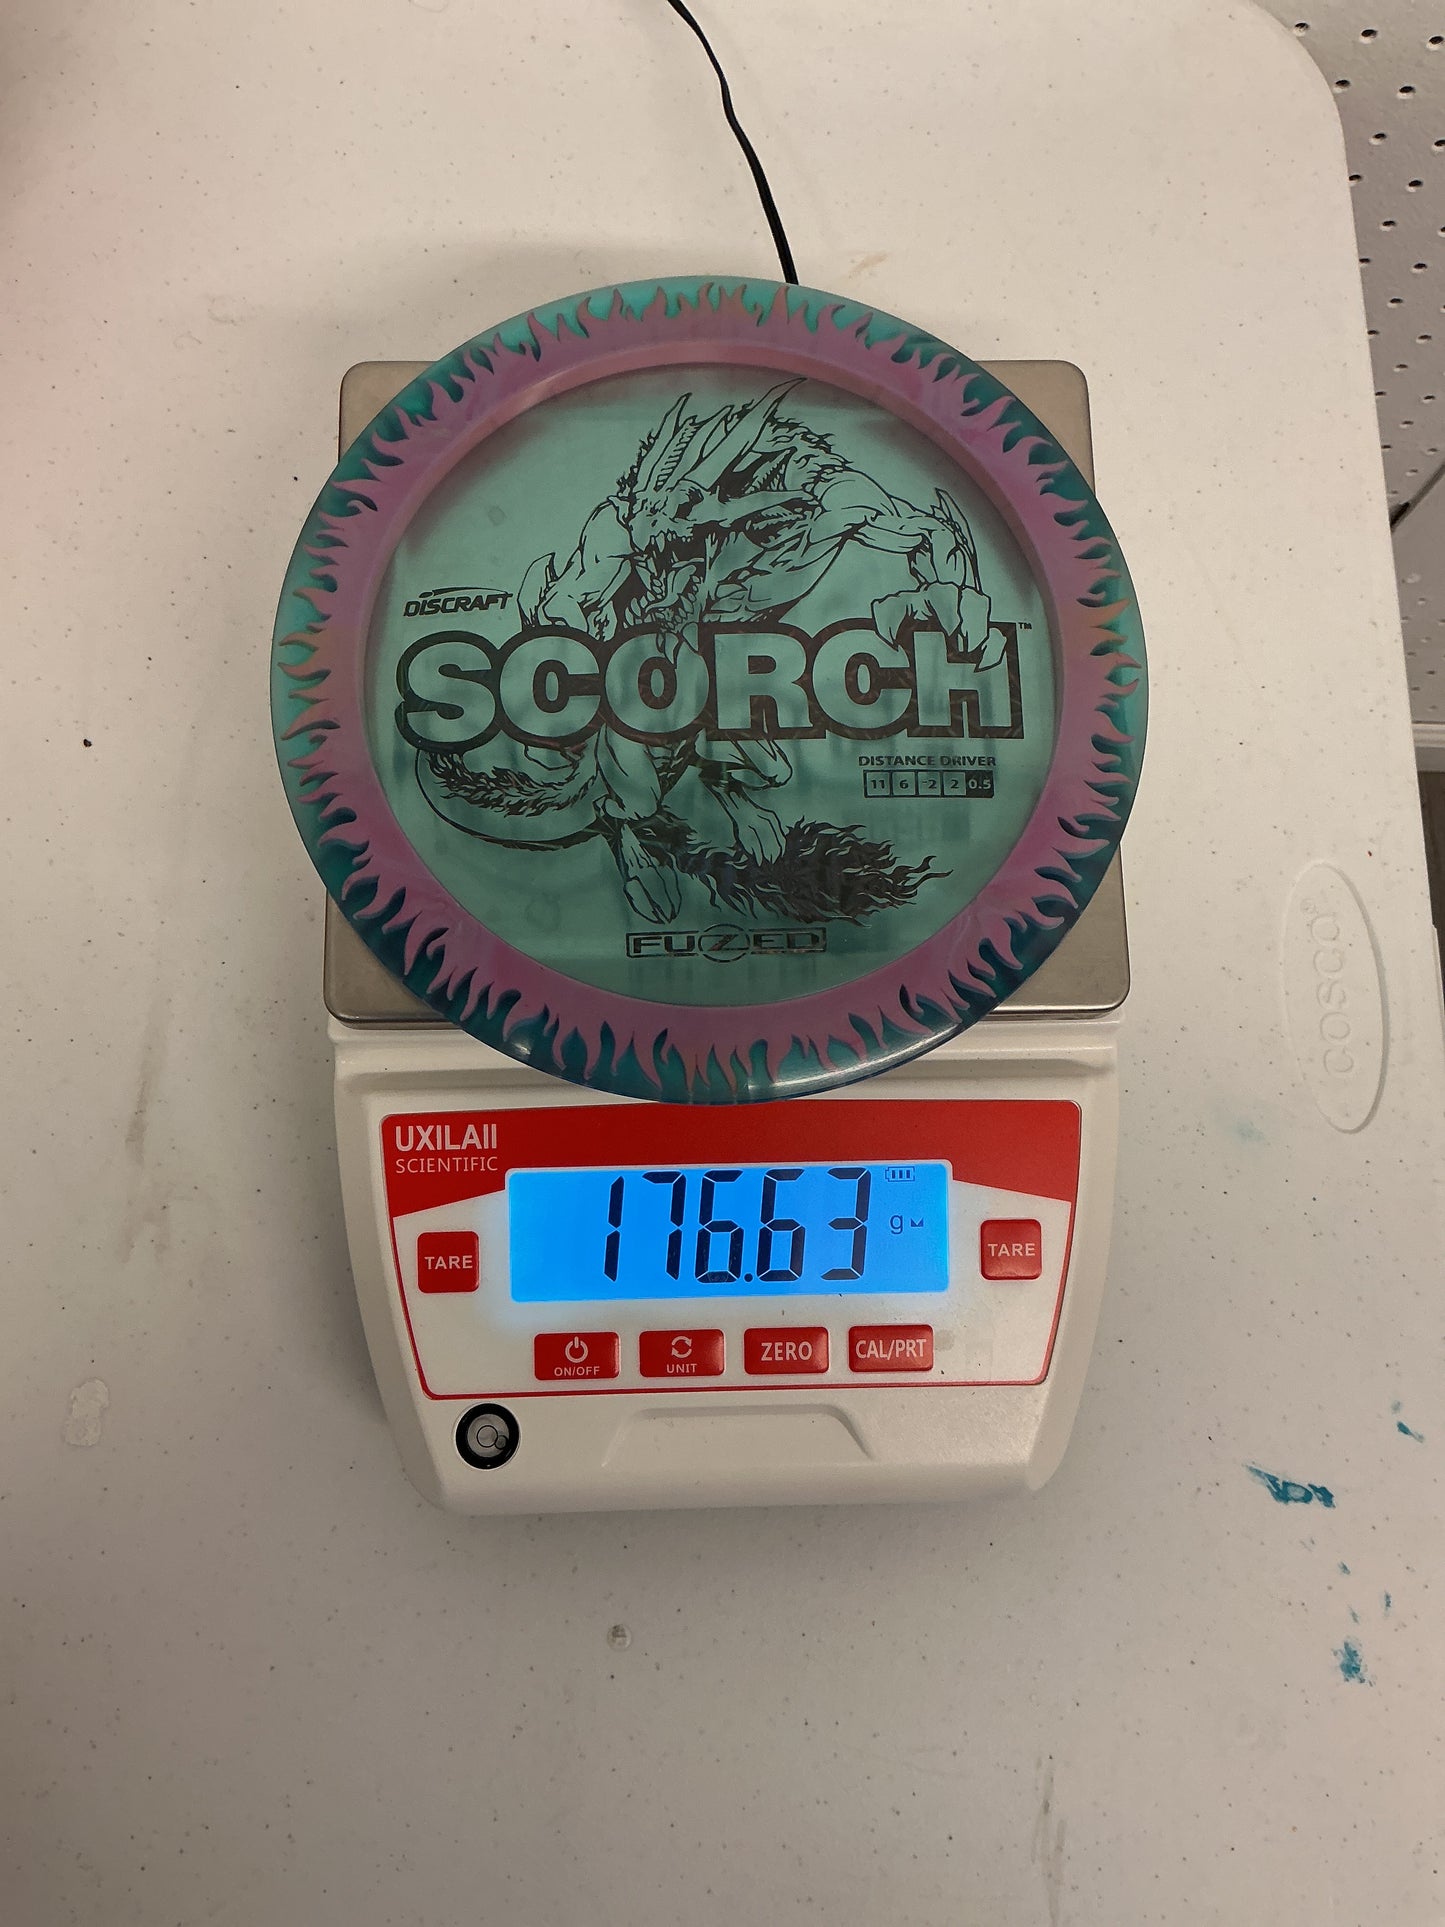 DISCRAFT
SCORCH™
DISTANCE DRIVER
11 6 -2 2 0.5
FUZED
COSCO®
UXILAII
SCIENTIFIC
176.63 g
TARE
TARE
ON/OFF
UNIT
ZERO
CAL/PRT